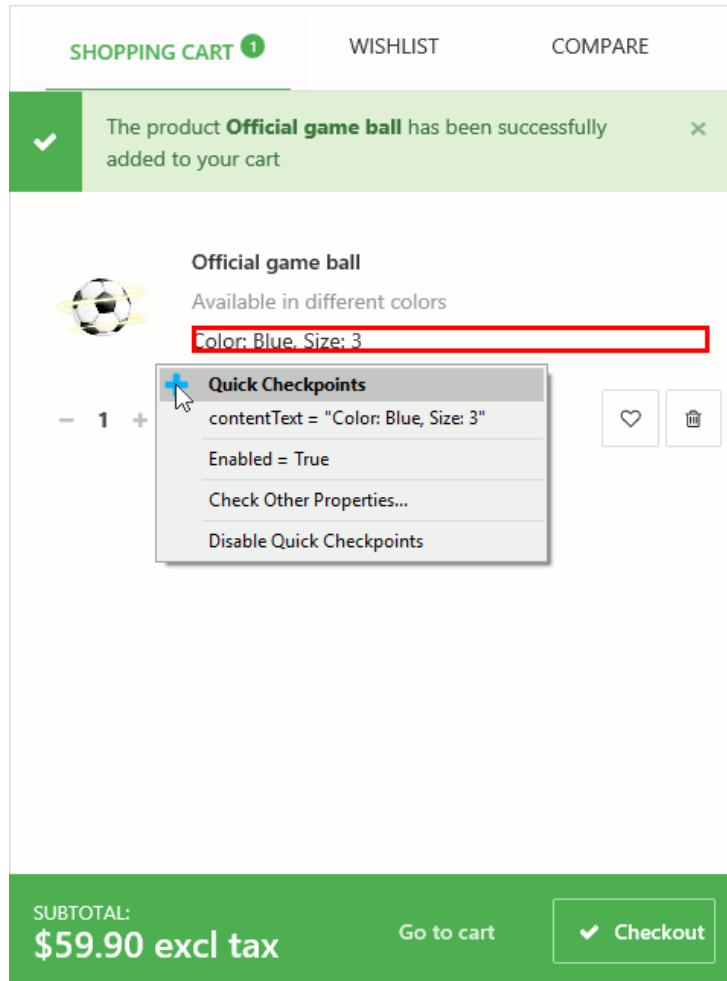 SHOPPING CART 1 WISHLIST COMPARE
The product Official game ball has been successfully
added to your cart
Official game ball
Available in different colors
Color: Blue, Size: 3
Quick Checkpoints
− 1 + contentText = "Color: Blue, Size: 3"
Enabled = True
Check Other Properties...
Disable Quick Checkpoints
SUBTOTAL:
$59.90 excl tax Go to cart Checkout